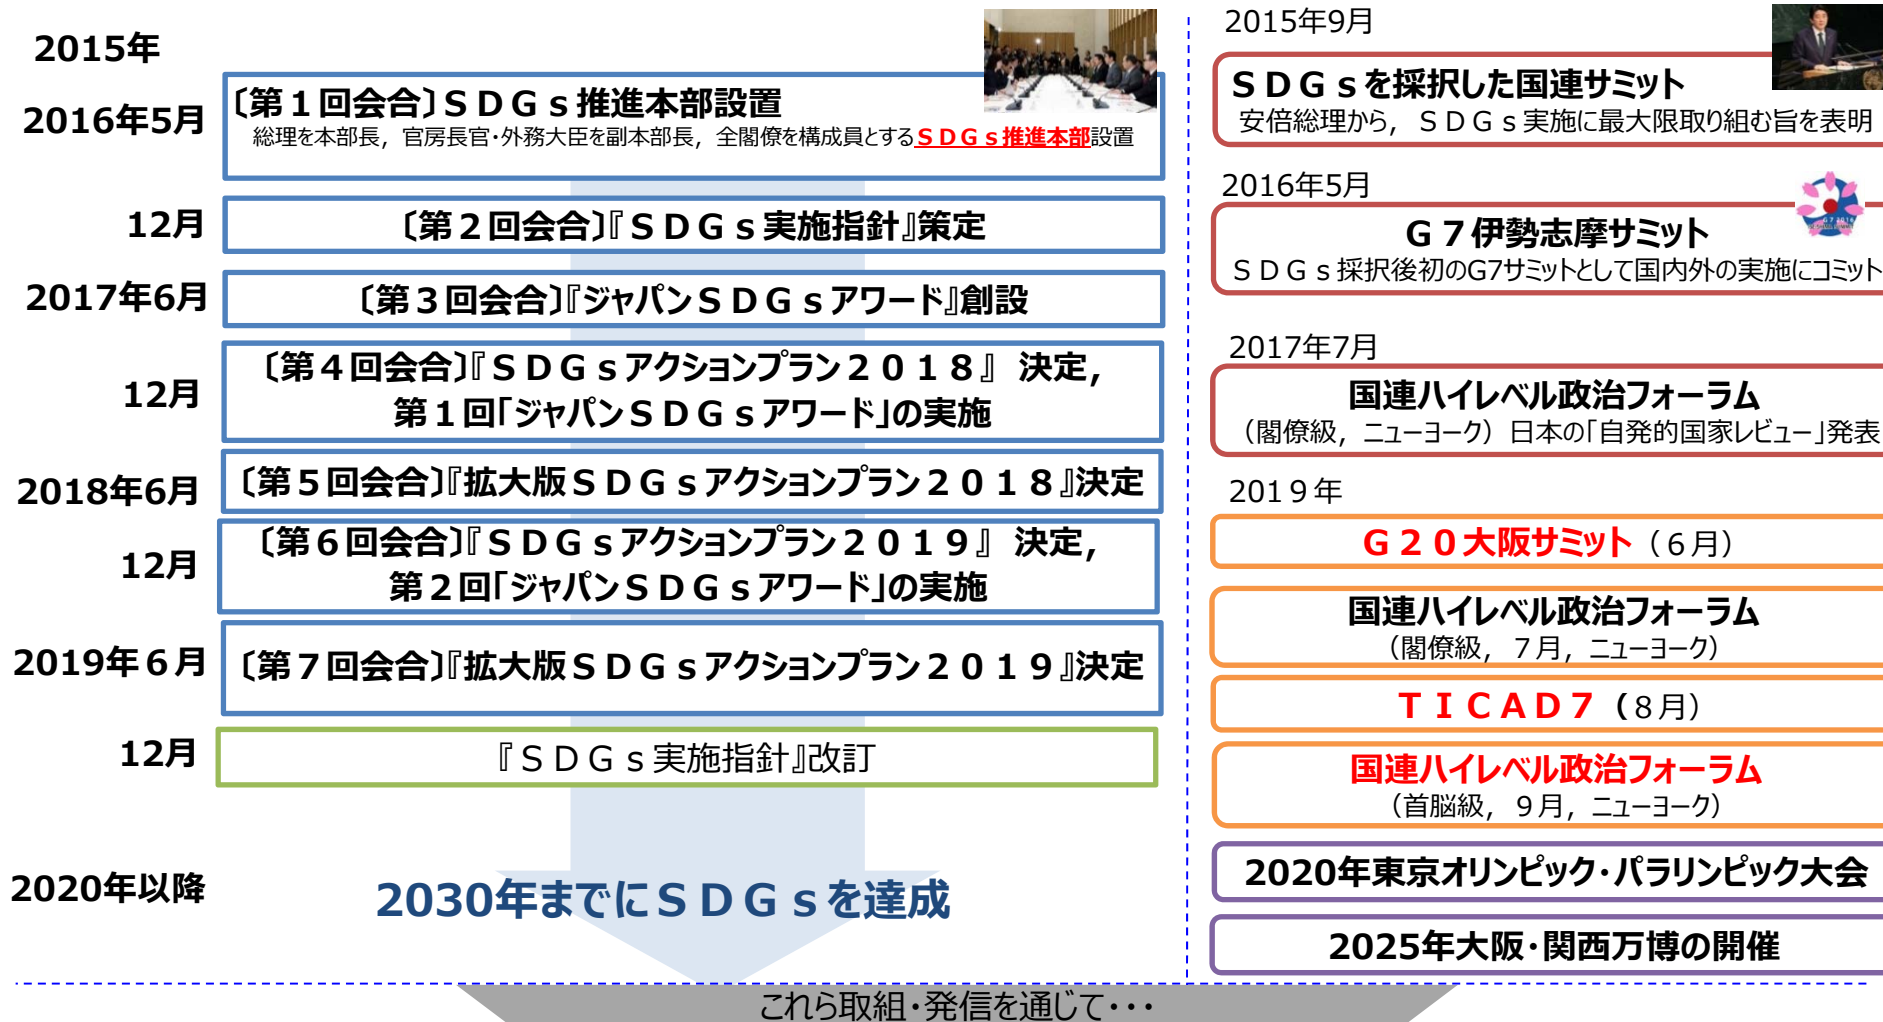 2015年
2016年5月
〔第１回会合〕ＳＤＧｓ推進本部設置
総理を本部長，官房長官・外務大臣を副本部長，全閣僚を構成員とするＳＤＧｓ推進本部設置
12月
〔第２回会合〕『ＳＤＧｓ実施指針』策定
2017年6月
〔第３回会合〕『ジャパンＳＤＧｓアワード』創設
12月
〔第４回会合〕『ＳＤＧｓアクションプラン２０１８』 決定，
第１回「ジャパンＳＤＧｓアワード」の実施
2018年6月
〔第５回会合〕『拡大版ＳＤＧｓアクションプラン２０１８』決定
12月
〔第６回会合〕『ＳＤＧｓアクションプラン２０１９』 決定，
第２回「ジャパンＳＤＧｓアワード」の実施
2019年６月
〔第７回会合〕『拡大版ＳＤＧｓアクションプラン２０１９』決定
12月
『ＳＤＧｓ実施指針』改訂
2020年以降
2030年までにＳＤＧｓを達成
2015年9月
ＳＤＧｓを採択した国連サミット
安倍総理から，ＳＤＧｓ実施に最大限取り組む旨を表明
2016年5月
Ｇ７伊勢志摩サミット
ＳＤＧｓ採択後初のG7サミットとして国内外の実施にコミット
2017年7月
国連ハイレベル政治フォーラム
（閣僚級，ニューヨーク）日本の「自発的国家レビュー」発表
201９年
Ｇ２０大阪サミット（６月）
国連ハイレベル政治フォーラム
（閣僚級，７月，ニューヨーク）
ＴＩＣＡＤ７（８月）
国連ハイレベル政治フォーラム
（首脳級，９月，ニューヨーク）
2020年東京オリンピック・パラリンピック大会
2025年大阪・関西万博の開催
これら取組・発信を通じて・・・